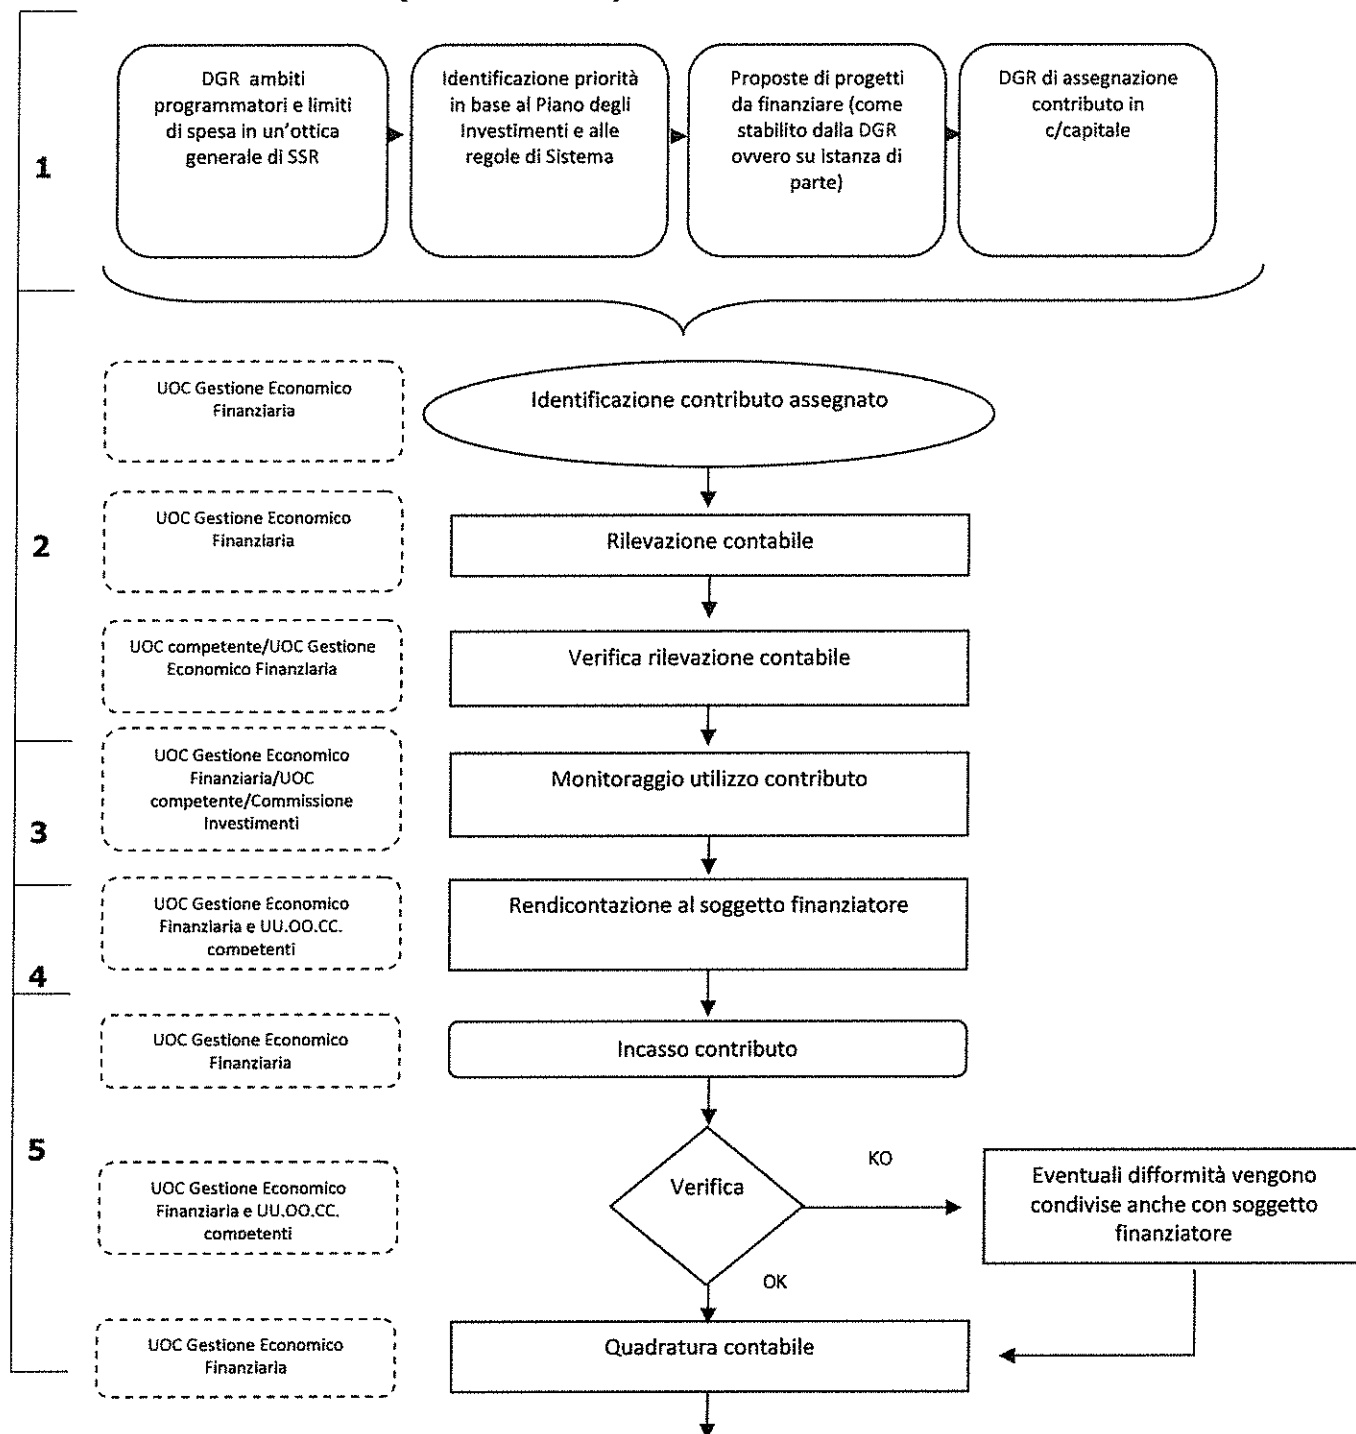 1
DGR ambiti
programmatori e limiti
di spesa in un'ottica
generale di SSR
Identificazione priorità
in base al Piano degli
Investimenti e alle
regole di Sistema
Proposte di progetti
da finanziare (come
stabilito dalla DGR
ovvero su istanza di
parte)
DGR di assegnazione
contributo in
c/capitale
2
UOC Gestione Economico
Finanziaria
Identificazione contributo assegnato
UOC Gestione Economico
Finanziaria
Rilevazione contabile
UOC competente/UOC Gestione
Economico Finanziaria
Verifica rilevazione contabile
3
UOC Gestione Economico
Finanziaria/UOC
competente/Commissione
Investimenti
Monitoraggio utilizzo contributo
4
UOC Gestione Economico
Finanziaria e UU.OO.CC.
competenti
Rendicontazione al soggetto finanziatore
5
UOC Gestione Economico
Finanziaria
Incasso contributo
UOC Gestione Economico
Finanziaria e UU.OO.CC.
competenti
Verifica
KO
Eventuali difformità vengono
condivise anche con soggetto
finanziatore
OK
UOC Gestione Economico
Finanziaria
Quadratura contabile